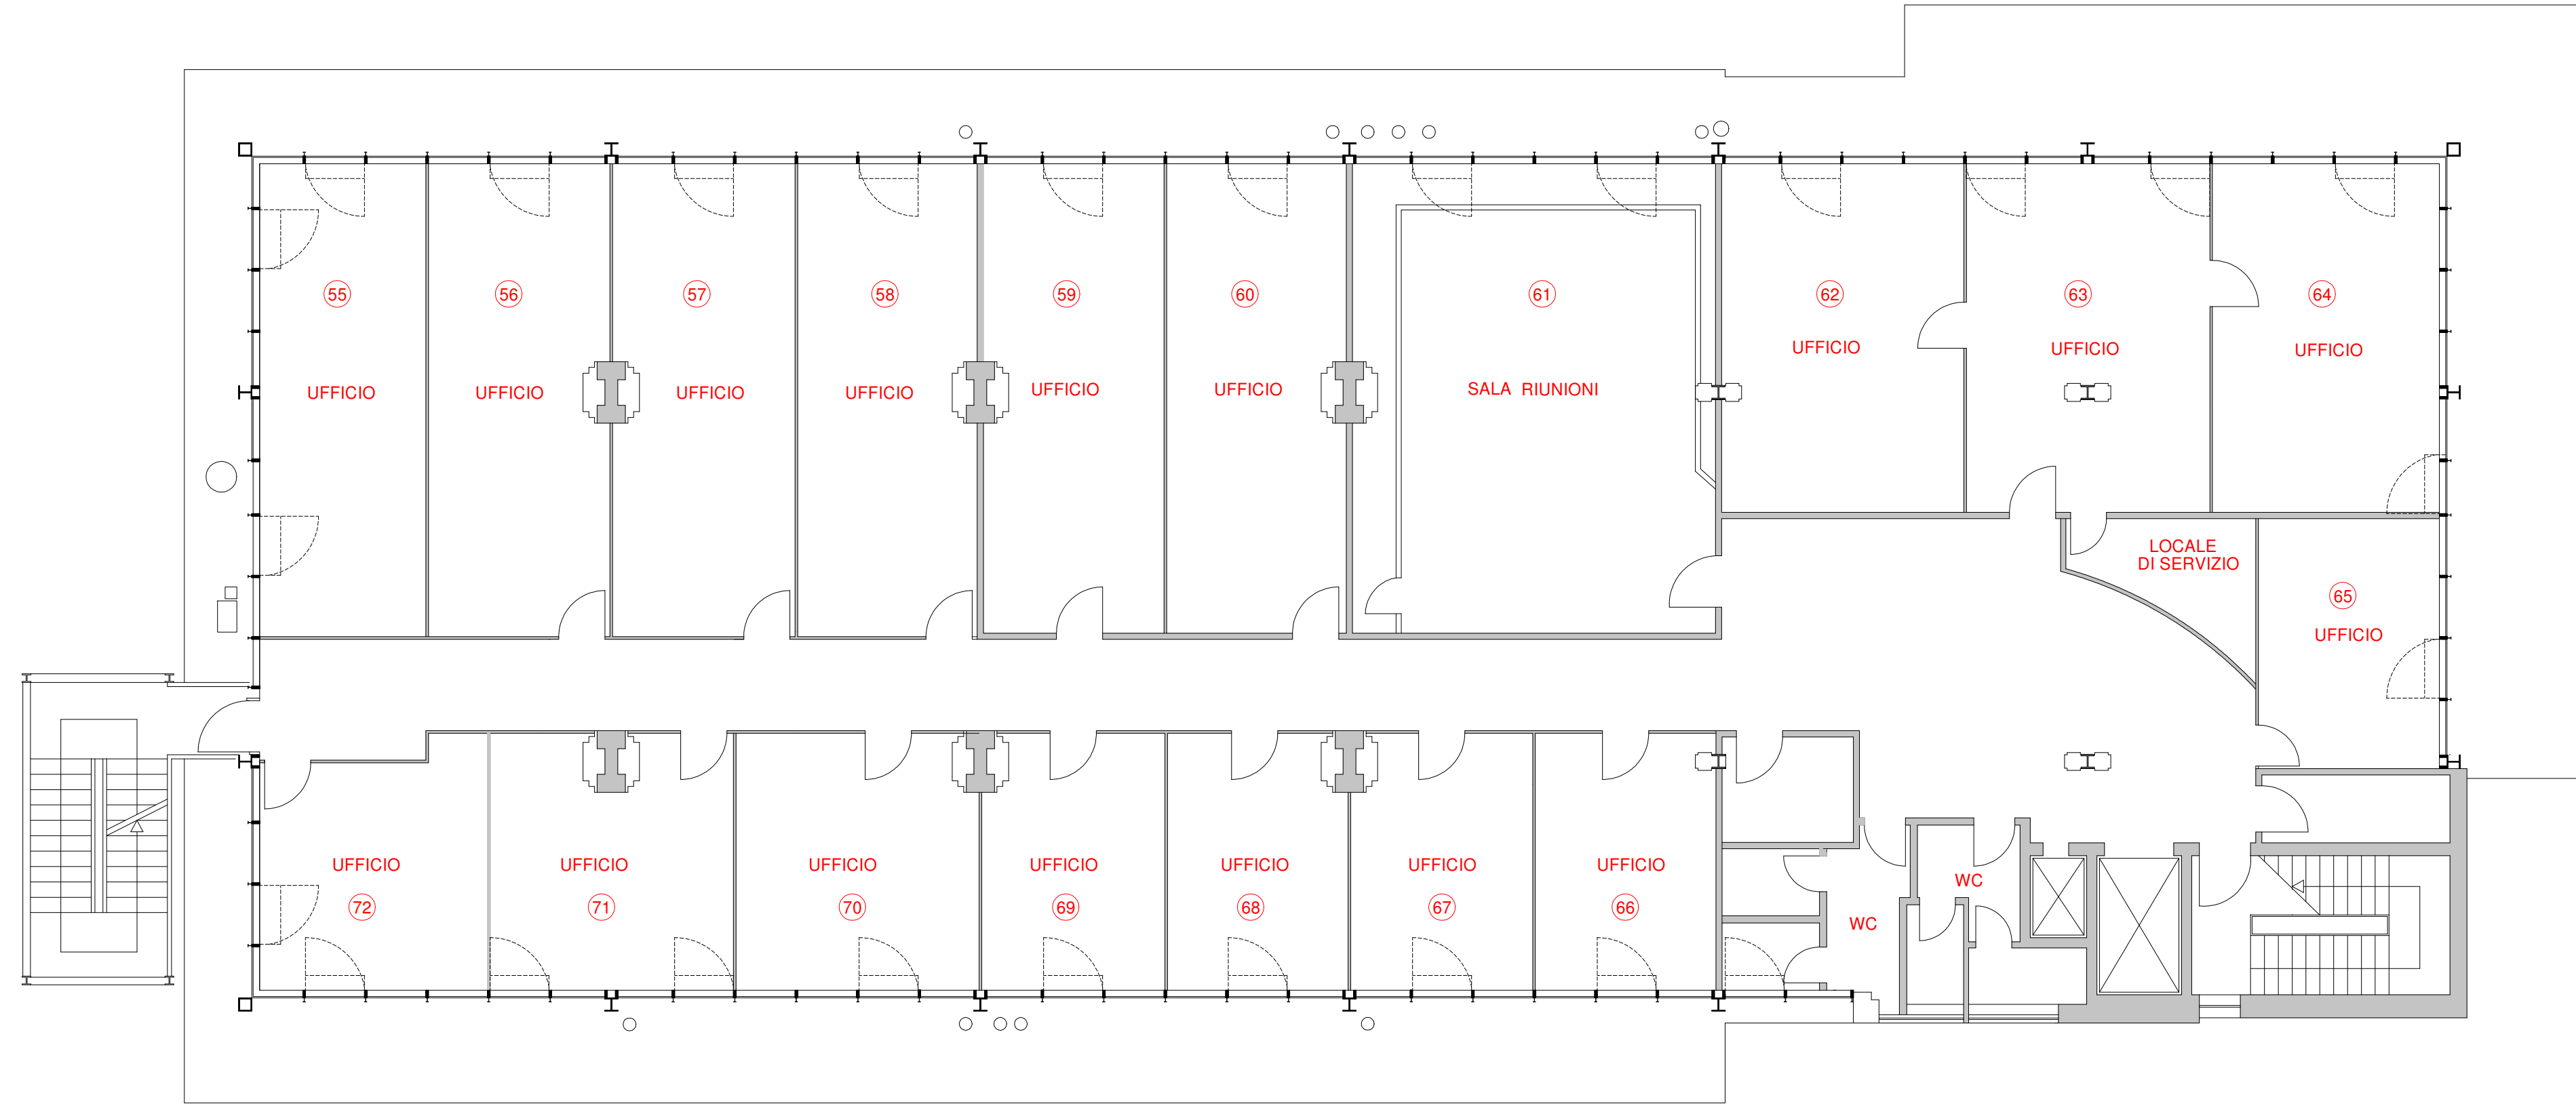 55
56
57
58
59
60
61
62
63
64
UFFICIO
UFFICIO
UFFICIO
UFFICIO
UFFICIO
UFFICIO
SALA RIUNIONI
UFFICIO
UFFICIO
UFFICIO
LOCALE
DI SERVIZIO
65
UFFICIO
UFFICIO
UFFICIO
UFFICIO
UFFICIO
UFFICIO
UFFICIO
UFFICIO
WC
72
71
70
69
68
67
66
WC